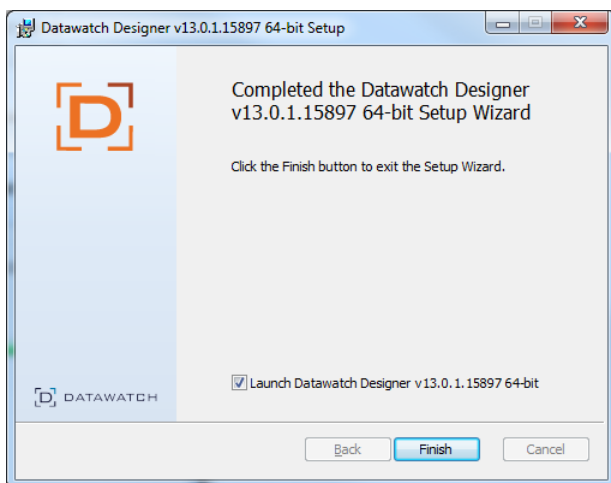 Datawatch Designer v13.0.1.15897 64-bit Setup
D
Completed the Datawatch Designer
v13.0.1.15897 64-bit Setup Wizard
Click the Finish button to exit the Setup Wizard.
Launch Datawatch Designer v13.0.1.15897 64-bit
[D] DATAWATCH
Back Finish Cancel